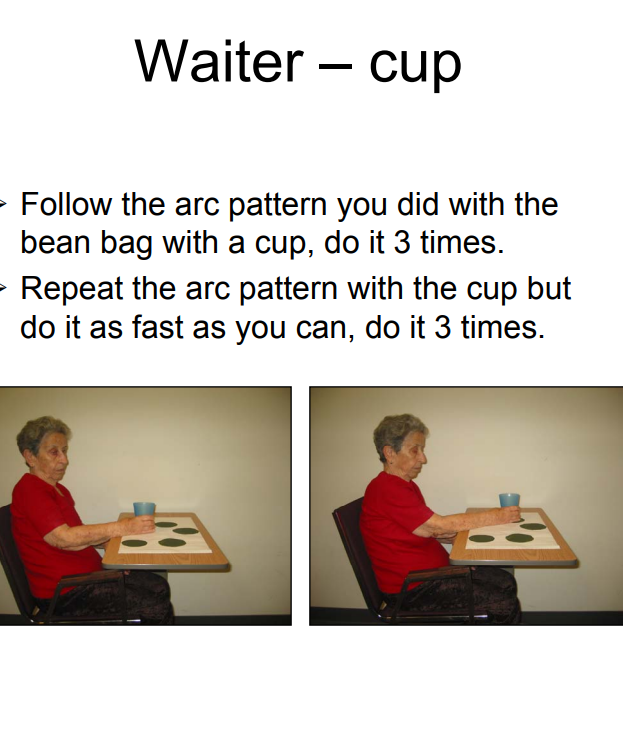 Waiter – cup
Follow the arc pattern you did with the
bean bag with a cup, do it 3 times.
Repeat the arc pattern with the cup but
do it as fast as you can, do it 3 times.